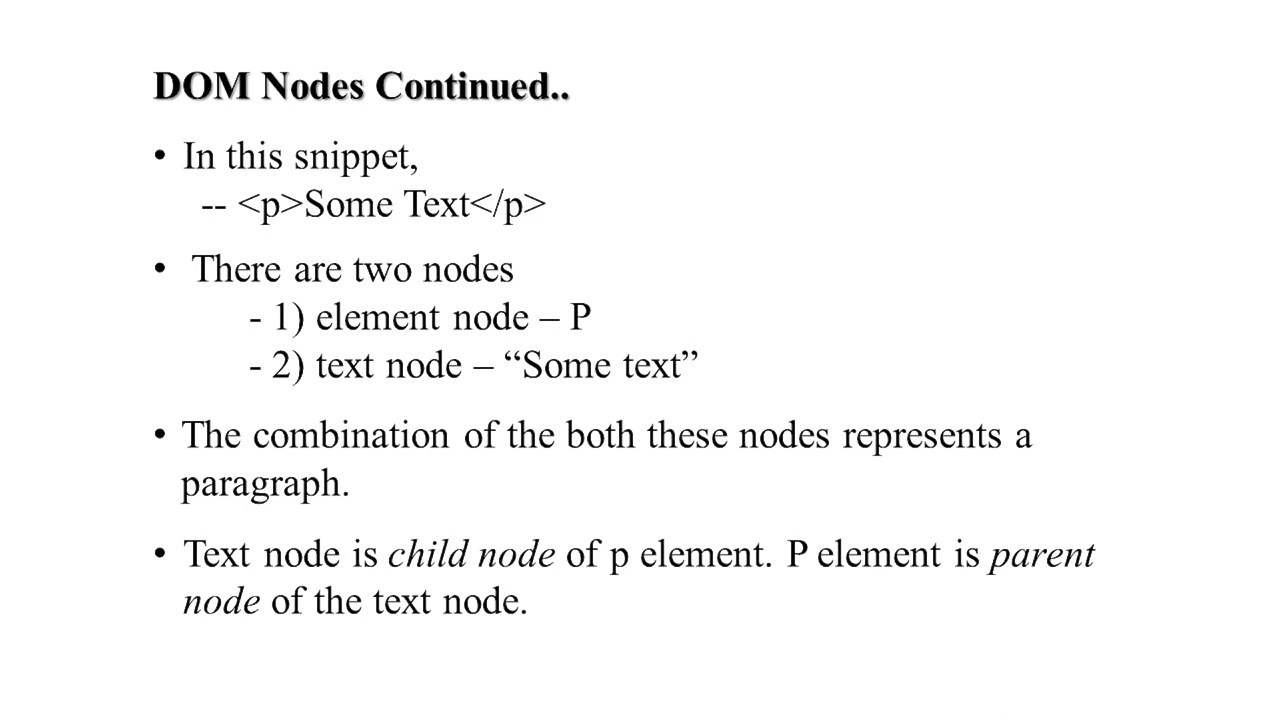 DOM Nodes Continued..
• In this snippet,
-- <p>Some Text</p>
• There are two nodes
- 1) element node – P
- 2) text node – “Some text”
• The combination of the both these nodes represents a
paragraph.
• Text node is child node of p element. P element is parent
node of the text node.